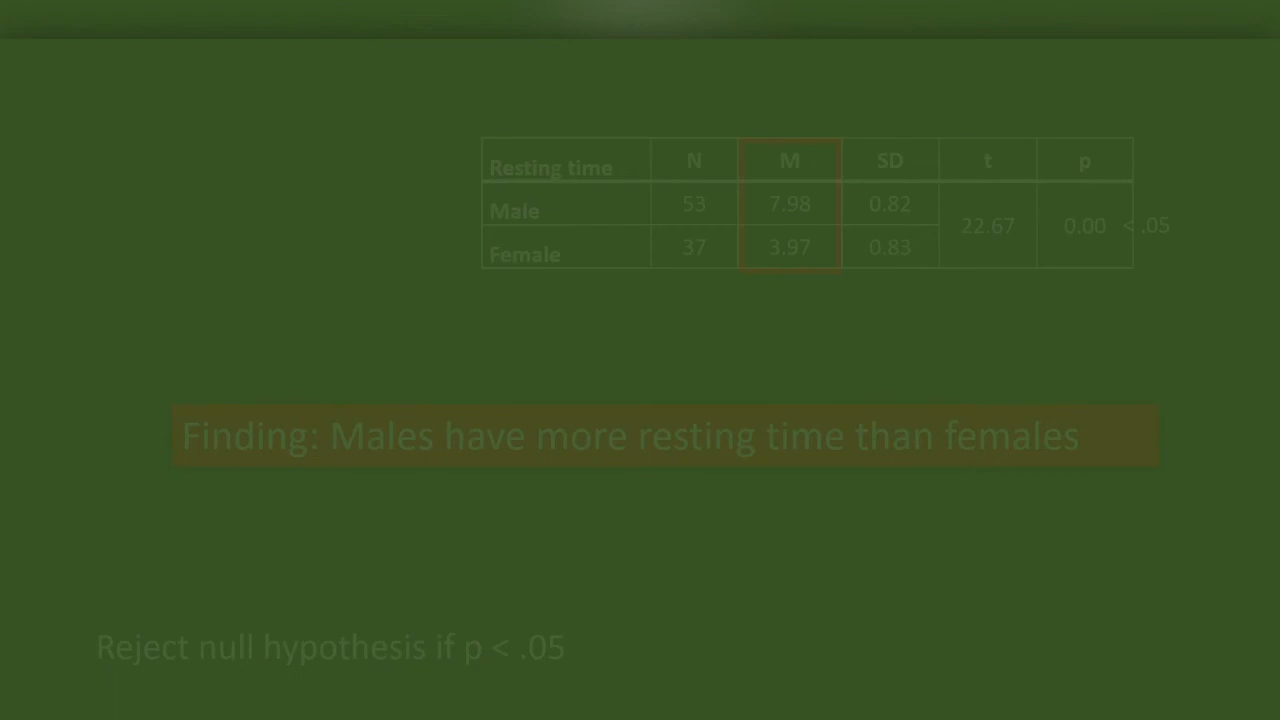 Resting time N M SD t p
Male 53 7.98 0.82 22.67 0.00 < .05
Female 37 3.97 0.83
Finding: Males have more resting time than females
Reject null hypothesis if p < .05